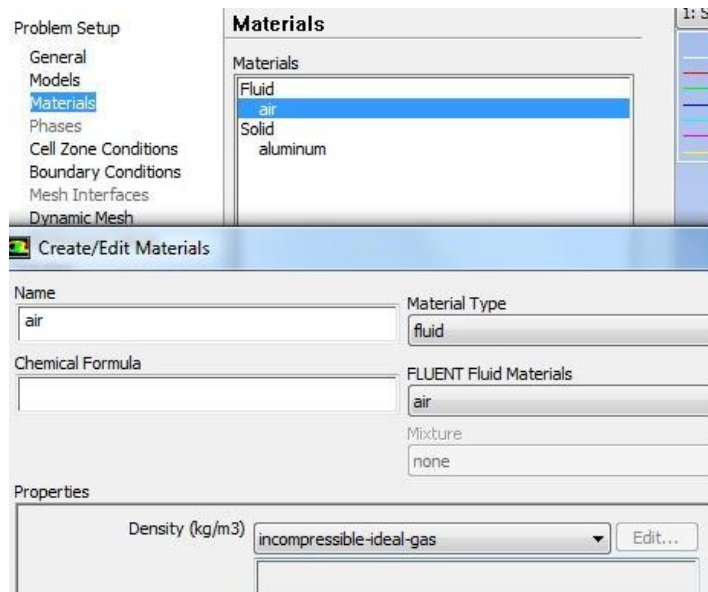 Problem Setup
General
Models
Materials
Phases
Cell Zone Conditions
Boundary Conditions
Mesh Interfaces
Dynamic Mesh
Materials
Materials
Fluid
air
Solid
aluminum
1: S
Create/Edit Materials
Name
air
Chemical Formula
Material Type
fluid
FLUENT Fluid Materials
air
Mixture
none
Properties
Density (kg/m3)
incompressible-ideal-gas
Edit...